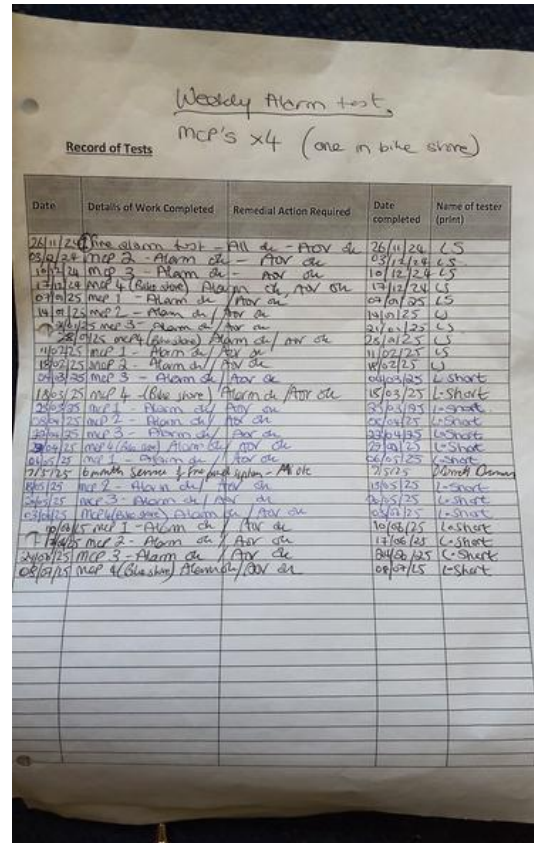 Weekly Alarm test
MCP'S x4 (one in bike store)
Record of Tests
Date Details of Work Completed Remedial Action Required Date completed Name of tester (print)
26/11/24 fire alarm test - All ok - AOV ok 26/11/24 LS
03/12/24 mcp 2 - Alarm ok - AOV ok 03/12/24 LS
10/12/24 mcp 3 - Alarm ok - AOV ok 10/12/24 LS
17/12/24 mcp 4 (Bike store) Alarm ok, AOV ok 17/12/24 LS
07/01/25 mcp 1 - Alarm ok / AOV ok 07/01/25 LS
14/01/25 mcp 2 - Alarm ok / AOV ok 14/01/25 LS
21/01/25 mcp 3 - Alarm ok / AOV ok 21/01/25 LS
28/01/25 mcp 4 (Bike store) Alarm ok / AOV ok 28/01/25 LS
11/02/25 mcp 1 - Alarm ok / AOV ok 11/02/25 LS
18/02/25 mcp 2 - Alarm ok / AOV ok 18/02/25 LS
mcp 3 - Alarm ok / AOV ok L-Short
18/03/25 mcp 4 - (Bike store) Alarm ok / AOV ok 18/03/25 L-Short
25/03/25 mcp 1 - Alarm ok / AOV ok 25/03/25 L-Short
mcp 2 - Alarm ok / AOV ok L-Short
mcp 3 - Alarm ok / AOV ok L-Short
mcp 4 (Bike store) Alarm ok / AOV ok L-Short
06/05/25 mcp 1 - Alarm ok / AOV ok 06/05/25 L-Short
7/5/25 6 month service of fire panel system - All ok 7/5/25
mcp 2 - Alarm ok / AOV ok L-Short
mcp 3 - Alarm ok / AOV ok L-Short
mcp 4 (Bike store) Alarm ok / AOV ok L-Short
10/06/25 mcp 1 - Alarm ok / AOV ok 10/06/25 L-Short
17/06/25 mcp 2 - Alarm ok / AOV ok 17/06/25 L-Short
mcp 3 - Alarm ok / AOV ok 24/06/25 L-Short
08/07/25 mcp 4 (Bike store) Alarm ok / AOV ok 08/07/25 L-Short